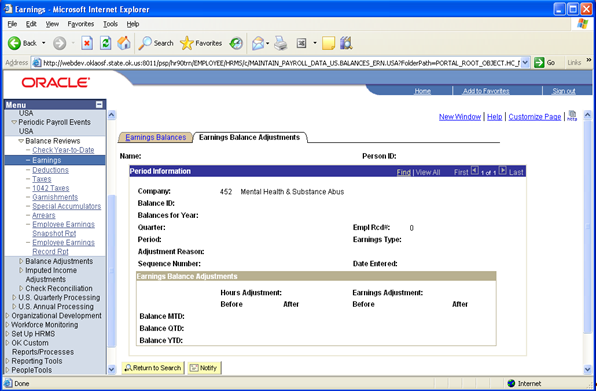 Earnings - Microsoft Internet Explorer
File Edit View Favorites Tools Help
Back Search Favorites
Address http://webdev.oklaosf.state.ok.us:8011/psp/hr90trn/EMPLOYEE/HRMS/c/MAINTAIN_PAYROLL_DATA_US.BALANCES_ERN.USA?FolderPath=PORTAL_ROOT_OBJECT.HC_ Go Links
ORACLE
Home Add to Favorites Sign out
Menu
USA
Periodic Payroll Events
USA
Balance Reviews
Check Year-to-Date
Earnings
Deductions
Taxes
1042 Taxes
Garnishments
Special Accumulators
Arrears
Employee Earnings
Snapshot Rpt
Employee Earnings
Record Rpt
Balance Adjustments
Imputed Income
Adjustments
Check Reconciliation
U.S. Quarterly Processing
U.S. Annual Processing
Organizational Development
Workforce Monitoring
Set Up HRMS
OK Custom
Reports/Processes
Reporting Tools
PeopleTools
New Window | Help | Customize Page |
Earnings Balances Earnings Balance Adjustments
Name: Person ID:
Period Information Find | View All First 1 of 1 Last
Company: 452 Mental Health & Substance Abus
Balance ID:
Balances for Year:
Quarter: Empl Rcd#: 0
Period: Earnings Type:
Adjustment Reason:
Sequence Number: Date Entered:
Earnings Balance Adjustments
Hours Adjustment: Earnings Adjustment:
Before After Before After
Balance MTD:
Balance QTD:
Balance YTD:
Return to Search Notify
Done Internet